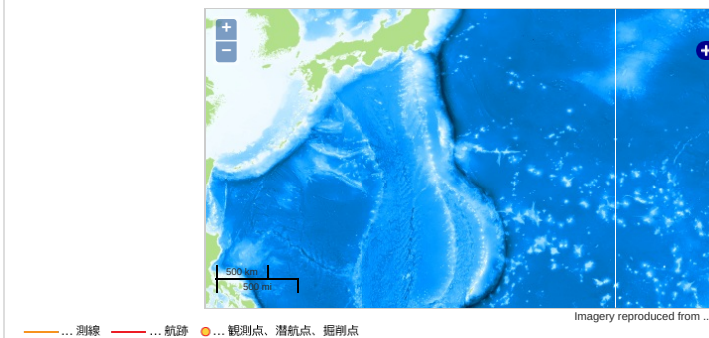 +
−
500 km
500 mi
Imagery reproduced from ..
… 測線 … 航跡 … 観測点、潜航点、掘削点